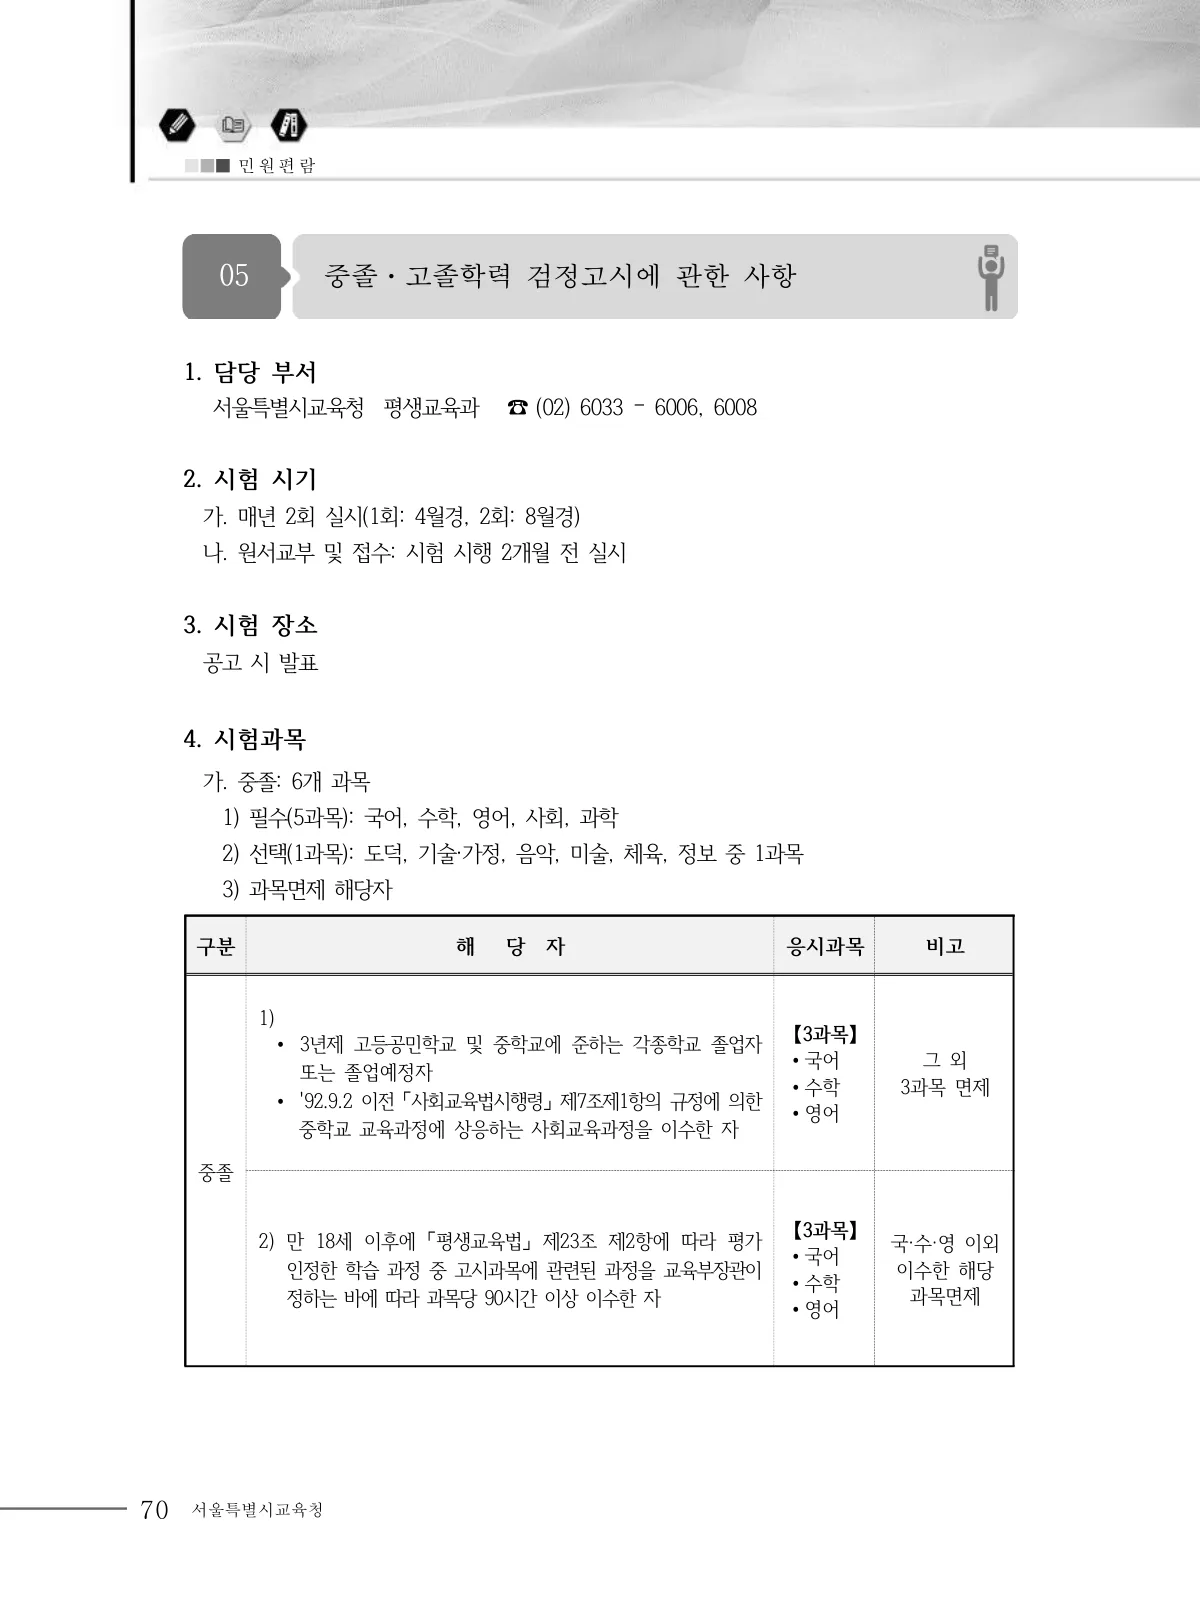 민원편람
05 중졸·고졸학력 검정고시에 관한 사항
1. 담당 부서
서울특별시교육청 평생교육과 ☎ (02) 6033 - 6006, 6008
2. 시험 시기
가. 매년 2회 실시(1회: 4월경, 2회: 8월경)
나. 원서교부 및 접수: 시험 시행 2개월 전 실시
3. 시험 장소
공고 시 발표
4. 시험과목
가. 중졸: 6개 과목
1) 필수(5과목): 국어, 수학, 영어, 사회, 과학
2) 선택(1과목): 도덕, 기술·가정, 음악, 미술, 체육, 정보 중 1과목
3) 과목면제 해당자
구분 해 당 자 응시과목 비고
중졸
1)
• 3년제 고등공민학교 및 중학교에 준하는 각종학교 졸업자
또는 졸업예정자
• '92.9.2 이전 「사회교육법시행령」 제7조제1항의 규정에 의한
중학교 교육과정에 상응하는 사회교육과정을 이수한 자
【3과목】
•국어
•수학
•영어
그 외
3과목 면제
2) 만 18세 이후에 「평생교육법」 제23조 제2항에 따라 평가
인정한 학습 과정 중 고시과목에 관련된 과정을 교육부장관이
정하는 바에 따라 과목당 90시간 이상 이수한 자
【3과목】
•국어
•수학
•영어
국·수·영 이외
이수한 해당
과목면제
70 서울특별시교육청